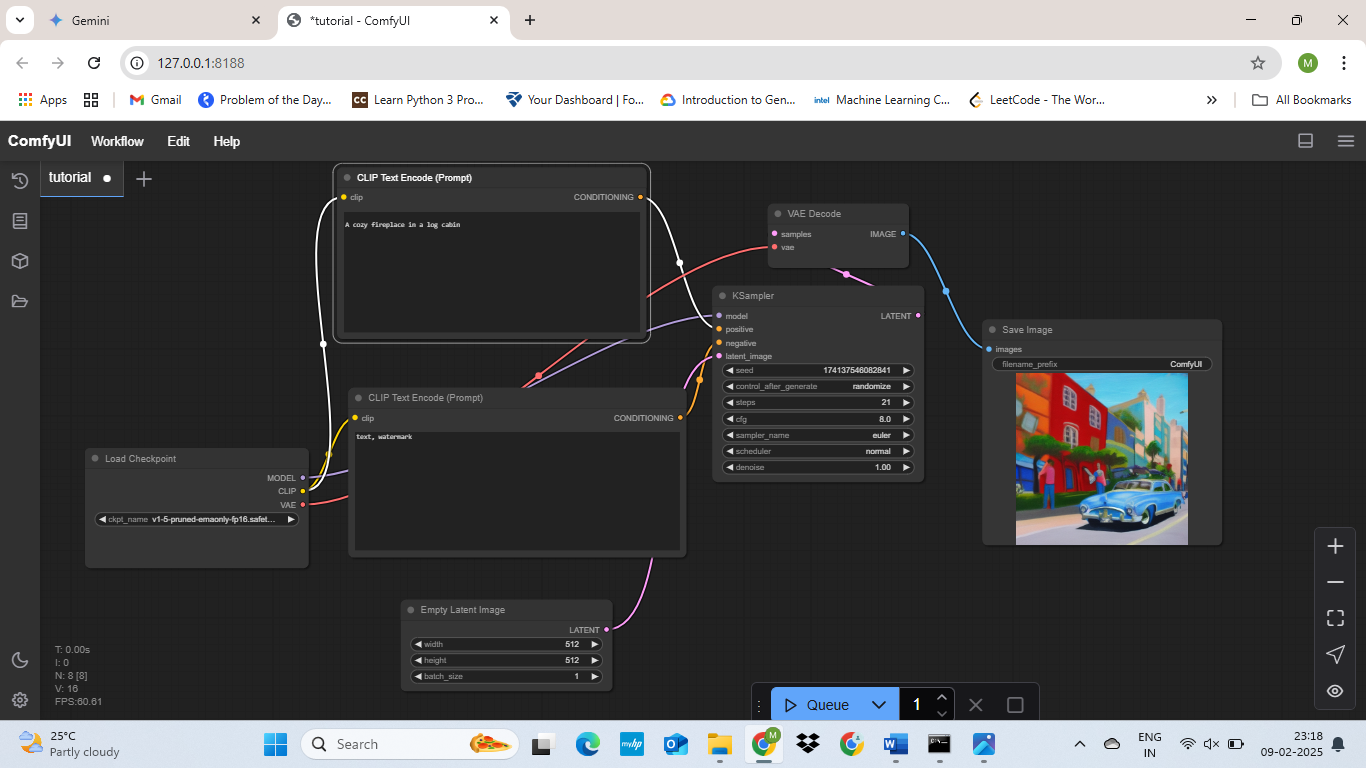 Gemini
*tutorial - ComfyUI
127.0.0.1:8188
M
Apps
Gmail
Problem of the Day...
CC
Learn Python 3 Pro...
Your Dashboard | Fo...
Introduction to Gen...
intel
Machine Learning C...
LeetCode - The Wor...
All Bookmarks
ComfyUI
Workflow
Edit
Help
tutorial
CLIP Text Encode (Prompt)
clip
CONDITIONING
A cozy fireplace in a log cabin
VAE Decode
samples
IMAGE
vae
KSampler
model
LATENT
positive
negative
latent_image
seed 174137546082841
control_after_generate randomize
steps 21
cfg 8.0
sampler_name euler
scheduler normal
denoise 1.00
Save Image
images
filename_prefix ComfyUI
CLIP Text Encode (Prompt)
clip
CONDITIONING
text, watermark
Load Checkpoint
MODEL
CLIP
VAE
ckpt_name v1-5-pruned-emaonly-fp16.safet...
Empty Latent Image
LATENT
width 512
height 512
batch_size 1
T: 0.00s
I: 0
N: 8 [8]
V: 16
FPS:60.61
Queue
1
25°C
Partly cloudy
Search
myhp
M
ENG
IN
23:18
09-02-2025